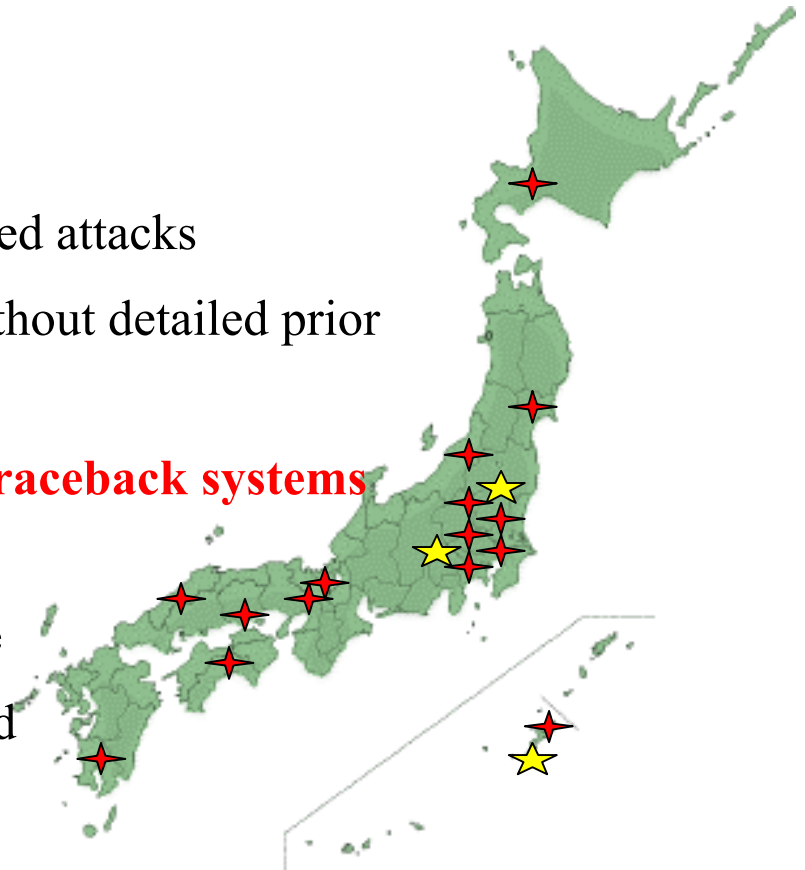 ed attacks
thout detailed prior
raceback systems
e
d